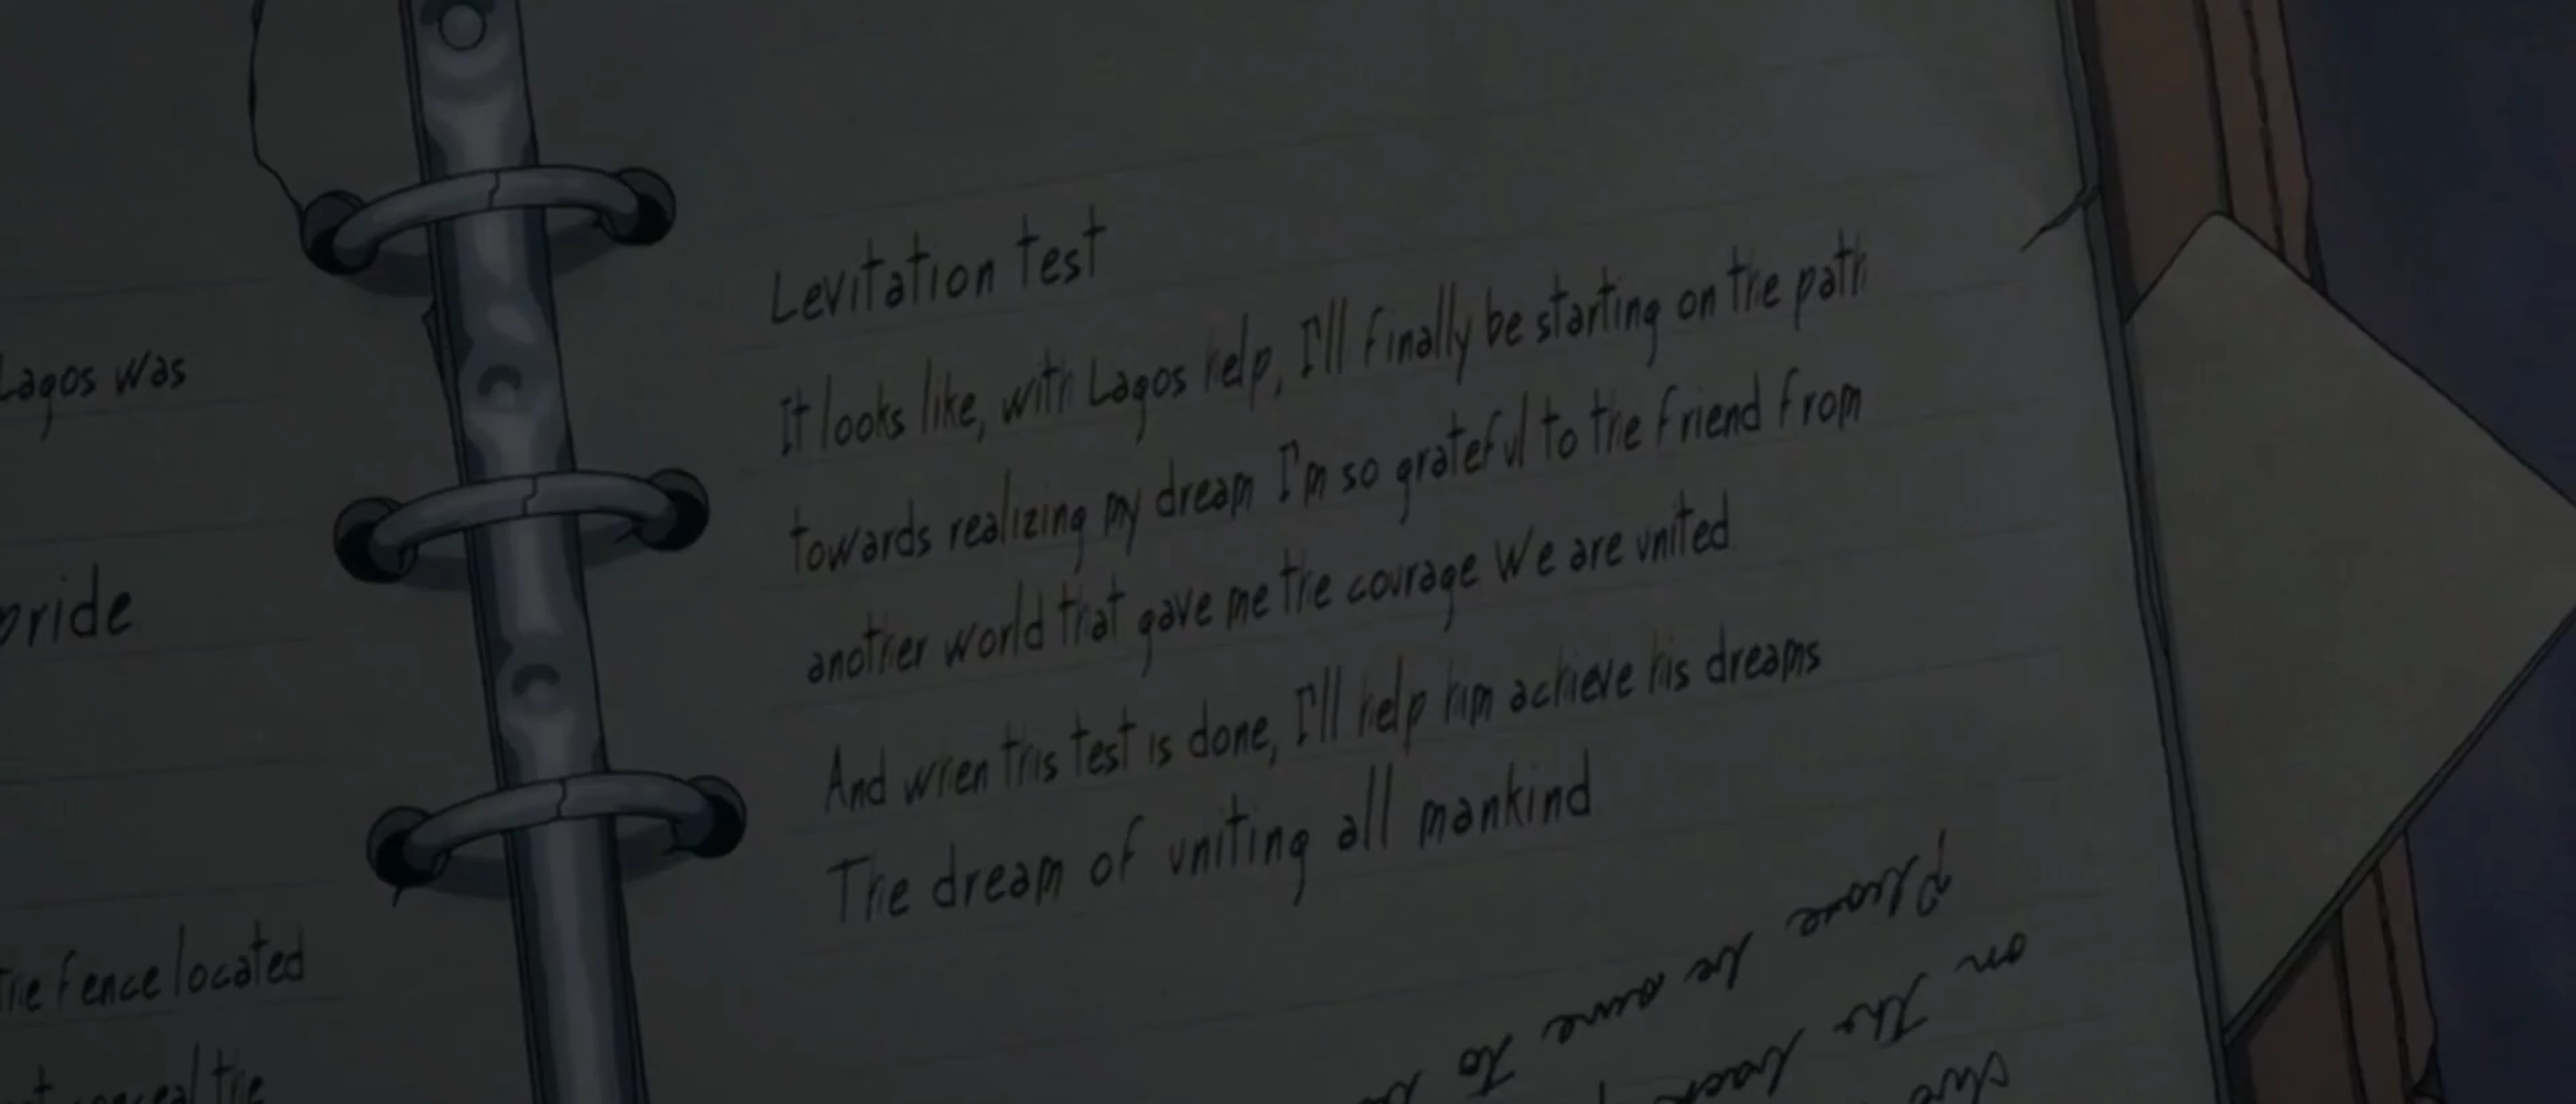 Lagos was
pride
the fence located
conceal the
Levitation test
It looks like, with Lagos help, I'll finally be starting on the path
towards realizing my dream I'm so grateful to the friend from
another world that gave me the courage We are united
And when this test is done, I'll help him achieve his dreams
The dream of uniting all mankind